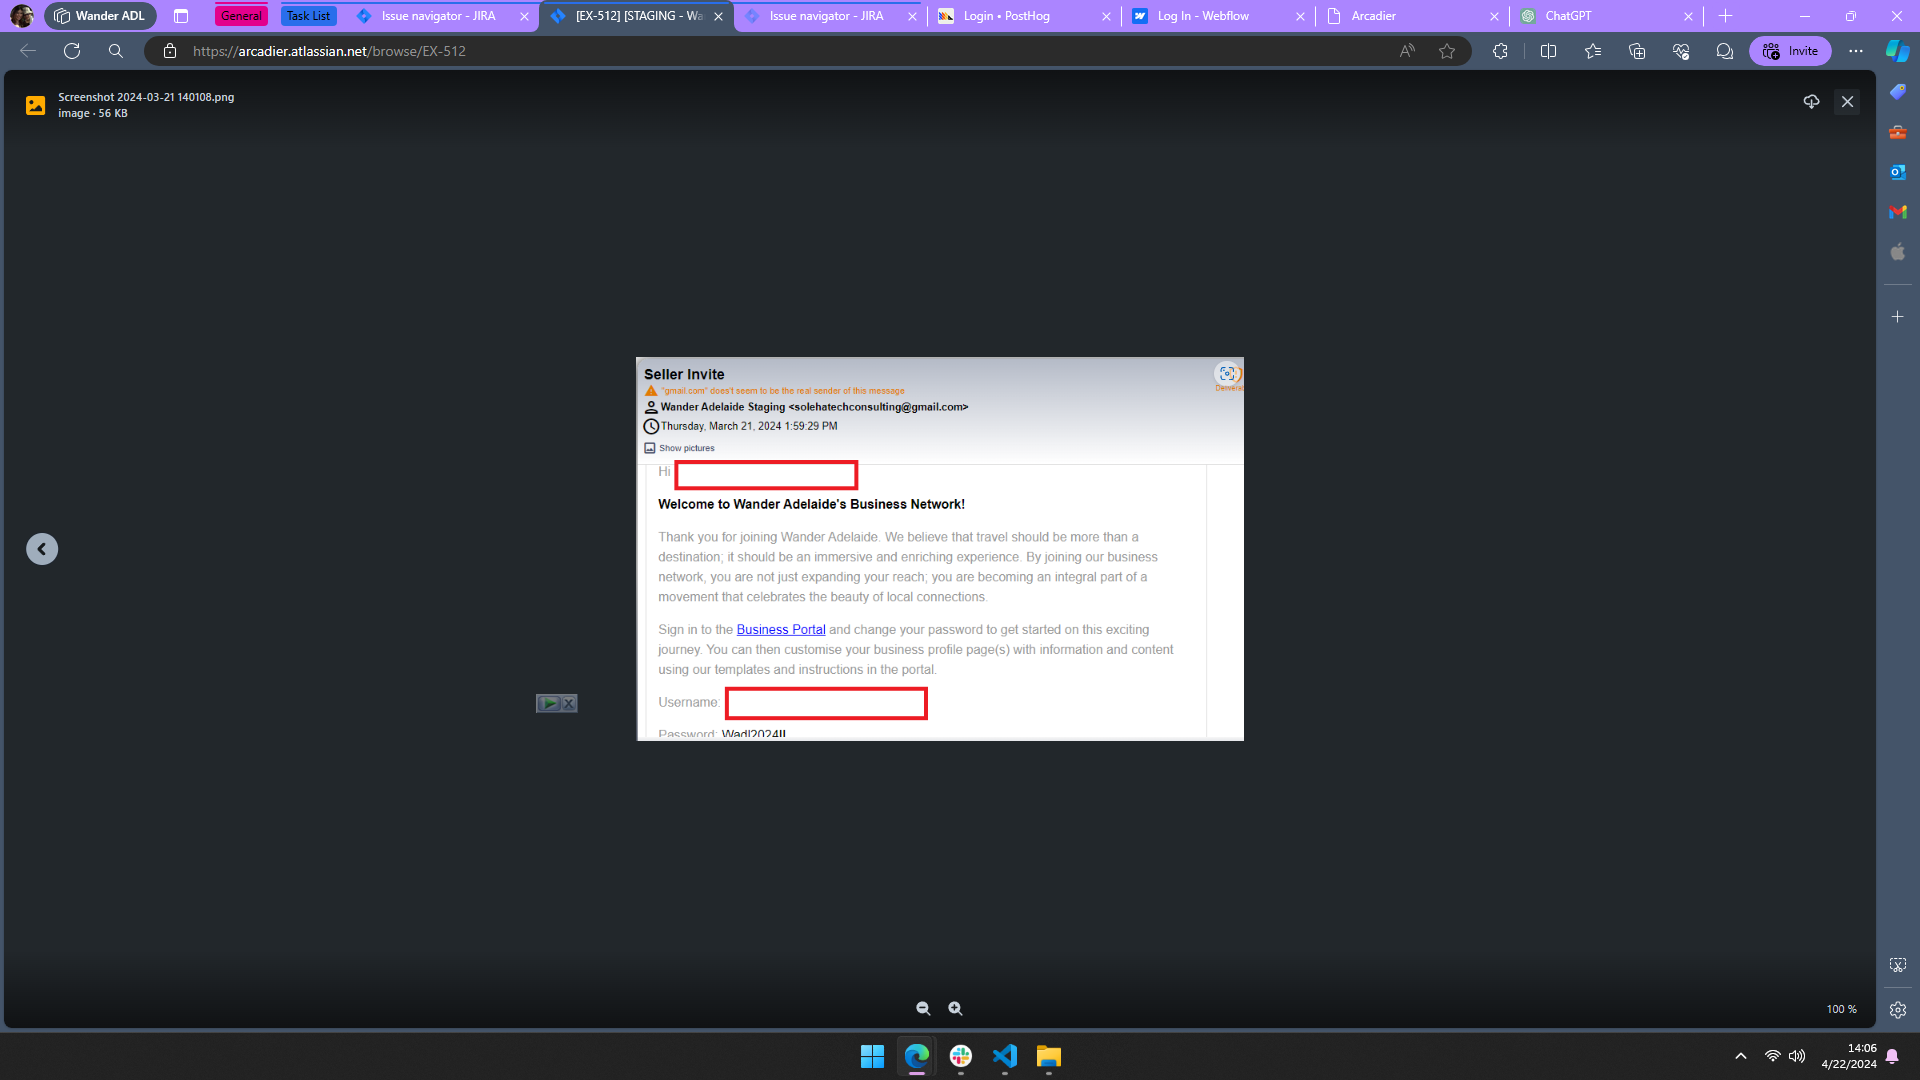 Wander ADL
General
Task List
Issue navigator - JIRA
[EX-512] [STAGING - Wa
Issue navigator - JIRA
Login • PostHog
Log In - Webflow
Arcadier
ChatGPT
https://arcadier.atlassian.net/browse/EX-512
Invite
Screenshot 2024-03-21 140108.png
image · 56 KB
Seller Invite
"gmail.com" does't seem to be the real sender of this message
Wander Adelaide Staging <solehatechconsulting@gmail.com>
Thursday, March 21, 2024 1:59:29 PM
Show pictures
Hi
Welcome to Wander Adelaide's Business Network!
Thank you for joining Wander Adelaide. We believe that travel should be more than a
destination; it should be an immersive and enriching experience. By joining our business
network, you are not just expanding your reach; you are becoming an integral part of a
movement that celebrates the beauty of local connections.
Sign in to the Business Portal and change your password to get started on this exciting
journey. You can then customise your business profile page(s) with information and content
using our templates and instructions in the portal.
Username:
Password:
100 %
14:06
4/22/2024